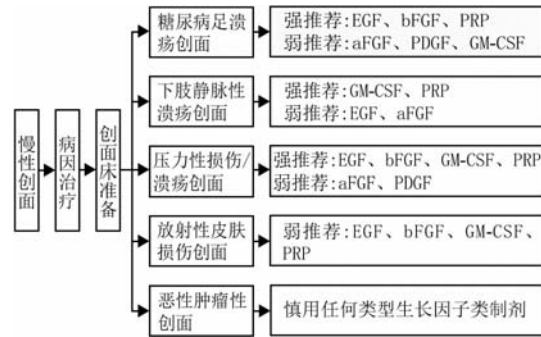 慢性创面
病因治疗
创面床准备
糖尿病足溃
疡创面
强推荐:EGF、bFGF、PRP
弱推荐:aFGF、PDGF、GM-CSF
下肢静脉性
溃疡创面
强推荐:GM-CSF、PRP
弱推荐:EGF、aFGF
压力性损伤/
溃疡创面
强推荐:EGF、bFGF、GM-CSF、PRP
弱推荐:aFGF、PDGF
放射性皮肤
损伤创面
弱推荐:EGF、bFGF、GM-CSF、
PRP
恶性肿瘤性
创面
慎用任何类型生长因子类制剂